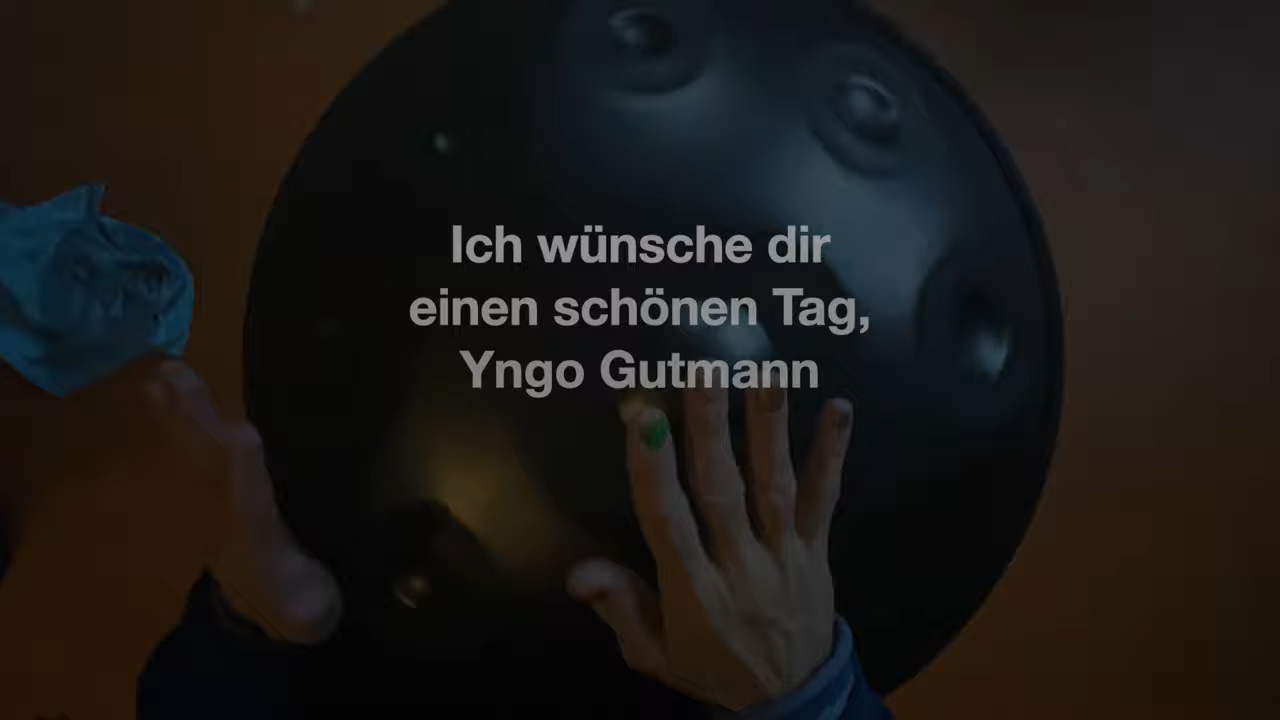 Ich wünsche dir
einen schönen Tag,
Yngo Gutmann